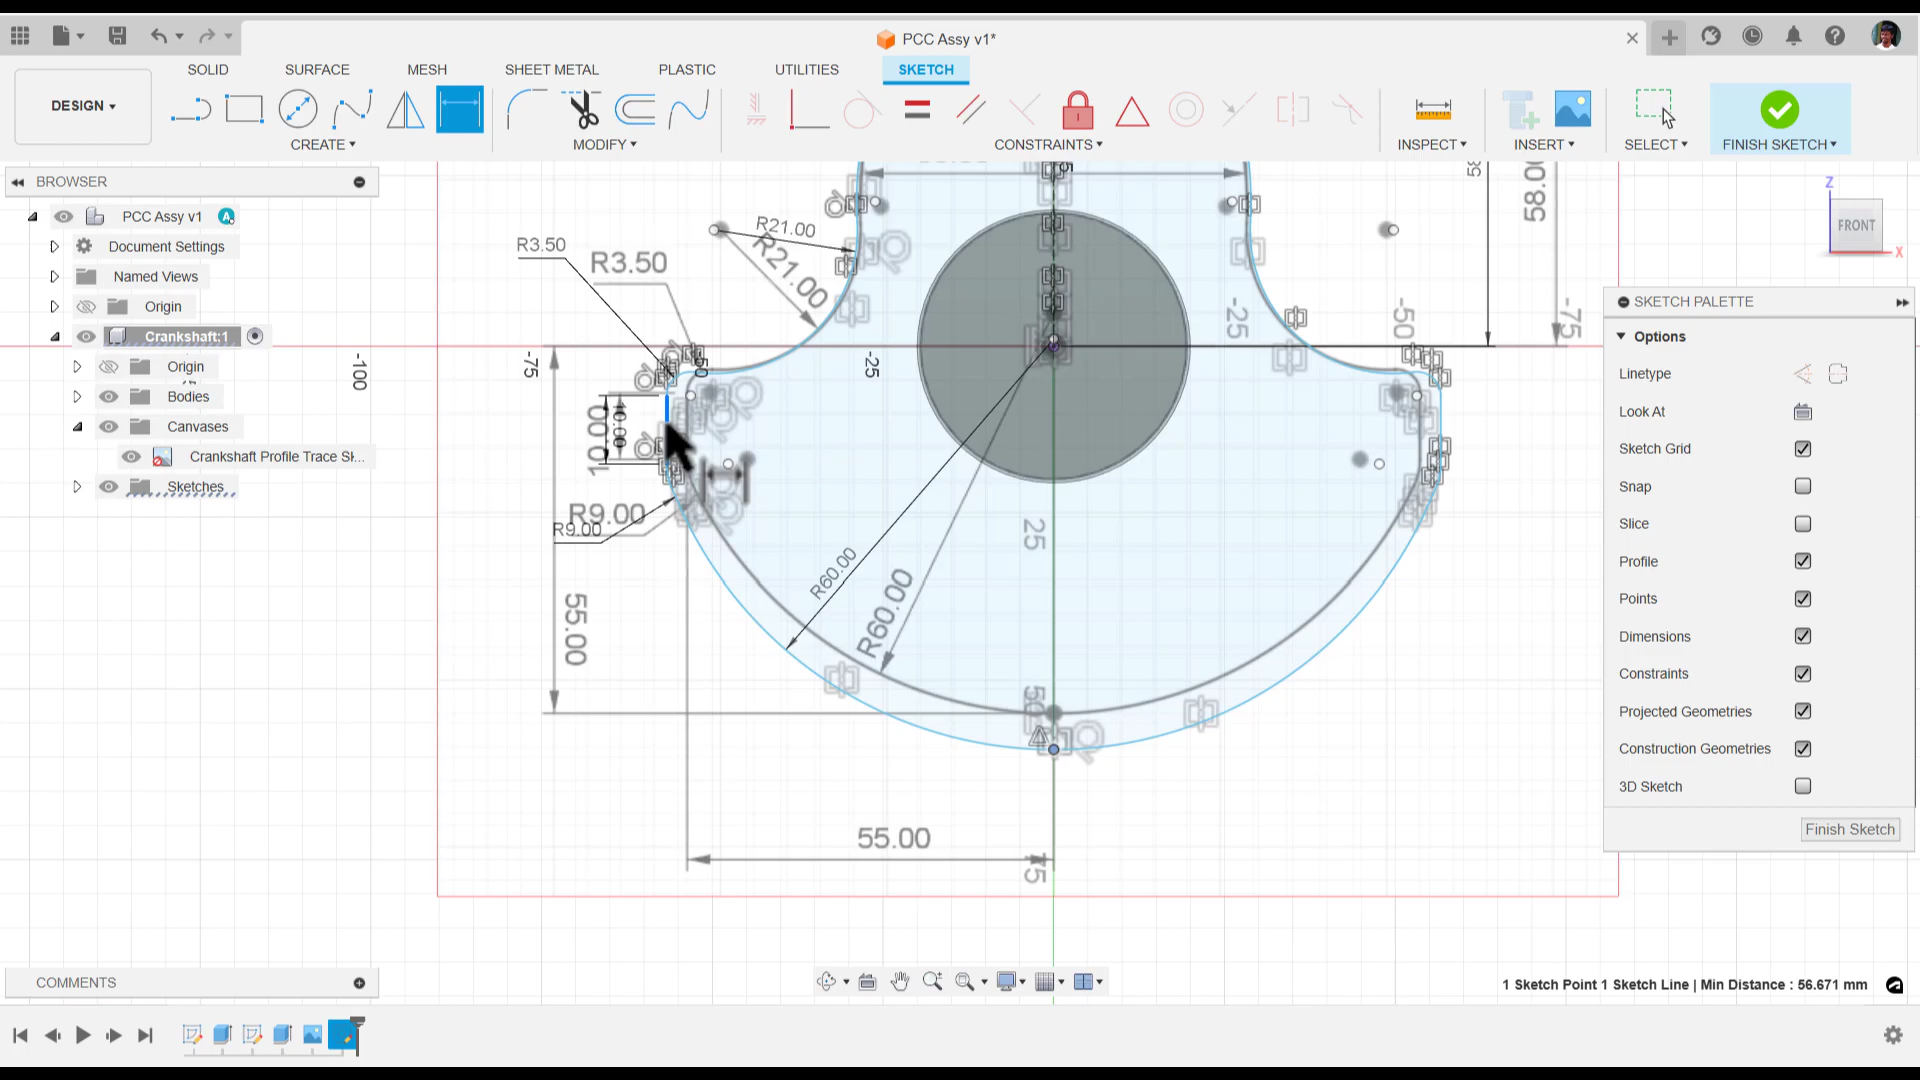 PCC Assy v1*
SOLID
SURFACE
MESH
SHEET METAL
PLASTIC
UTILITIES
SKETCH
DESIGN
CREATE
MODIFY
CONSTRAINTS
INSPECT
INSERT
SELECT
FINISH SKETCH
BROWSER
PCC Assy v1
Document Settings
Named Views
Origin
Crankshaft:1
Origin
Bodies
Canvases
Crankshaft Profile Trace Sk...
Sketches
COMMENTS
58.00
R21.00
R21.00
R3.50
R3.50
-100
-75
-50
-25
-25
-50
-75
10.00
10.00
R9.00
R9.00
25
R60.00
R60.00
55.00
50
55.00
75
Z
FRONT
X
SKETCH PALETTE
Options
Linetype
Look At
Sketch Grid
Snap
Slice
Profile
Points
Dimensions
Constraints
Projected Geometries
Construction Geometries
3D Sketch
Finish Sketch
1 Sketch Point 1 Sketch Line | Min Distance : 56.671 mm